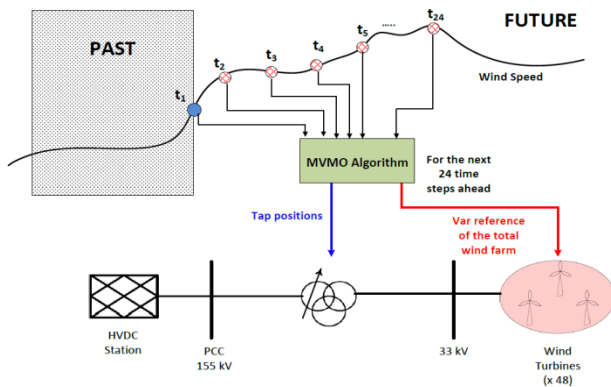 PAST
FUTURE
t1
t2
t3
t4
t5
.....
t24
Wind Speed
MVMO Algorithm
For the next
24 time
steps ahead
Tap positions
Var reference
of the total
wind farm
HVDC
Station
PCC
155 kV
33 kV
Wind
Turbines
(x 48)